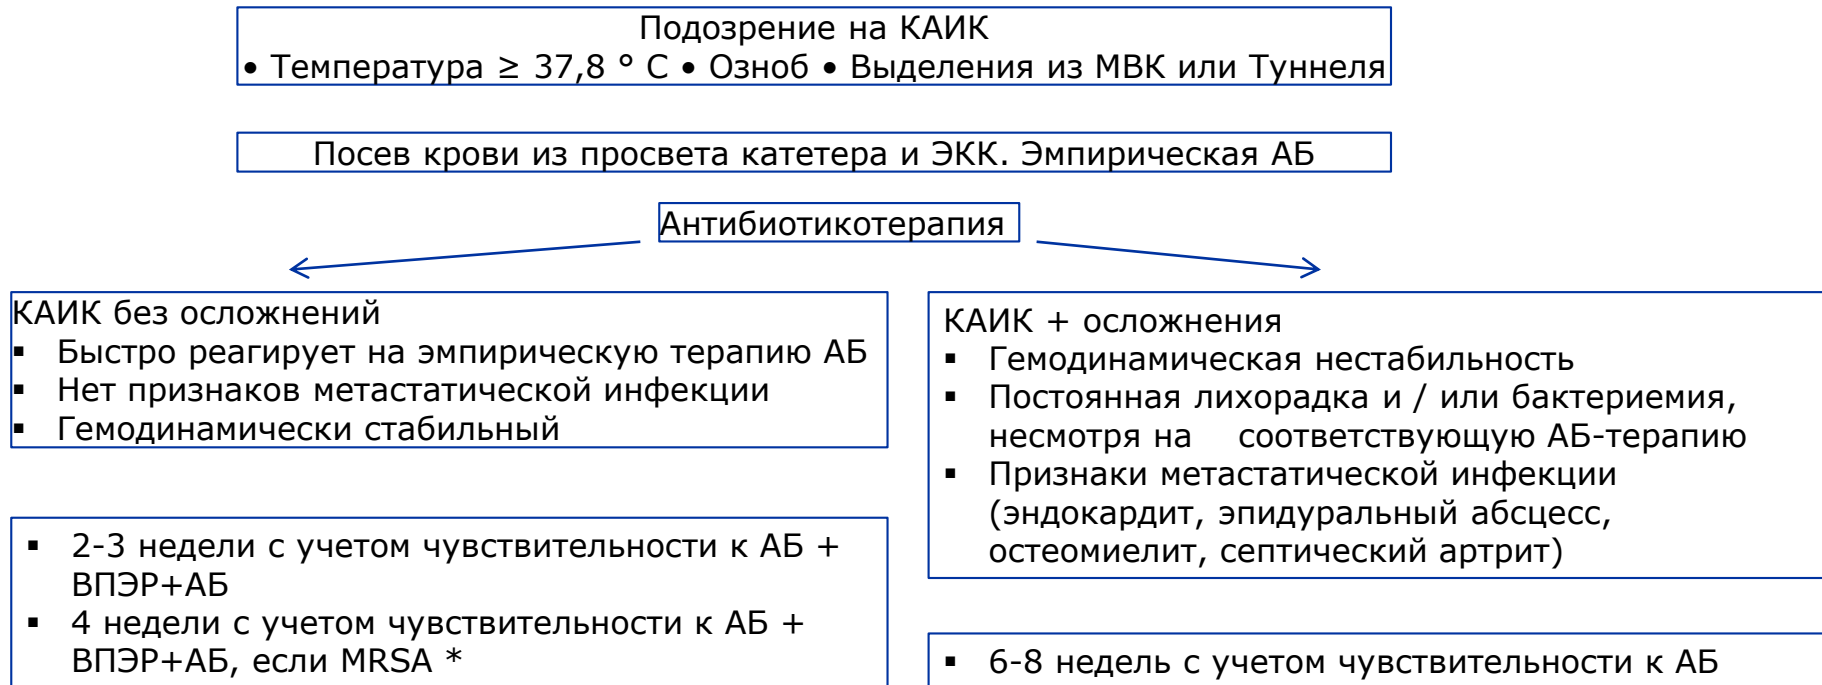 Подозрение на КАИК
• Температура ≥ 37,8 ° С • Озноб • Выделения из МВК или Туннеля
Посев крови из просвета катетера и ЭКК. Эмпирическая АБ
Антибиотикотерапия
КАИК без осложнений
▪ Быстро реагирует на эмпирическую терапию АБ
▪ Нет признаков метастатической инфекции
▪ Гемодинамически стабильный
▪ 2-3 недели с учетом чувствительности к АБ +
ВПЭР+АБ
▪ 4 недели с учетом чувствительности к АБ +
ВПЭР+АБ, если MRSA *
КАИК + осложнения
▪ Гемодинамическая нестабильность
▪ Постоянная лихорадка и / или бактериемия,
несмотря на соответствующую АБ-терапию
▪ Признаки метастатической инфекции
(эндокардит, эпидуральный абсцесс,
остеомиелит, септический артрит)
▪ 6-8 недель с учетом чувствительности к АБ